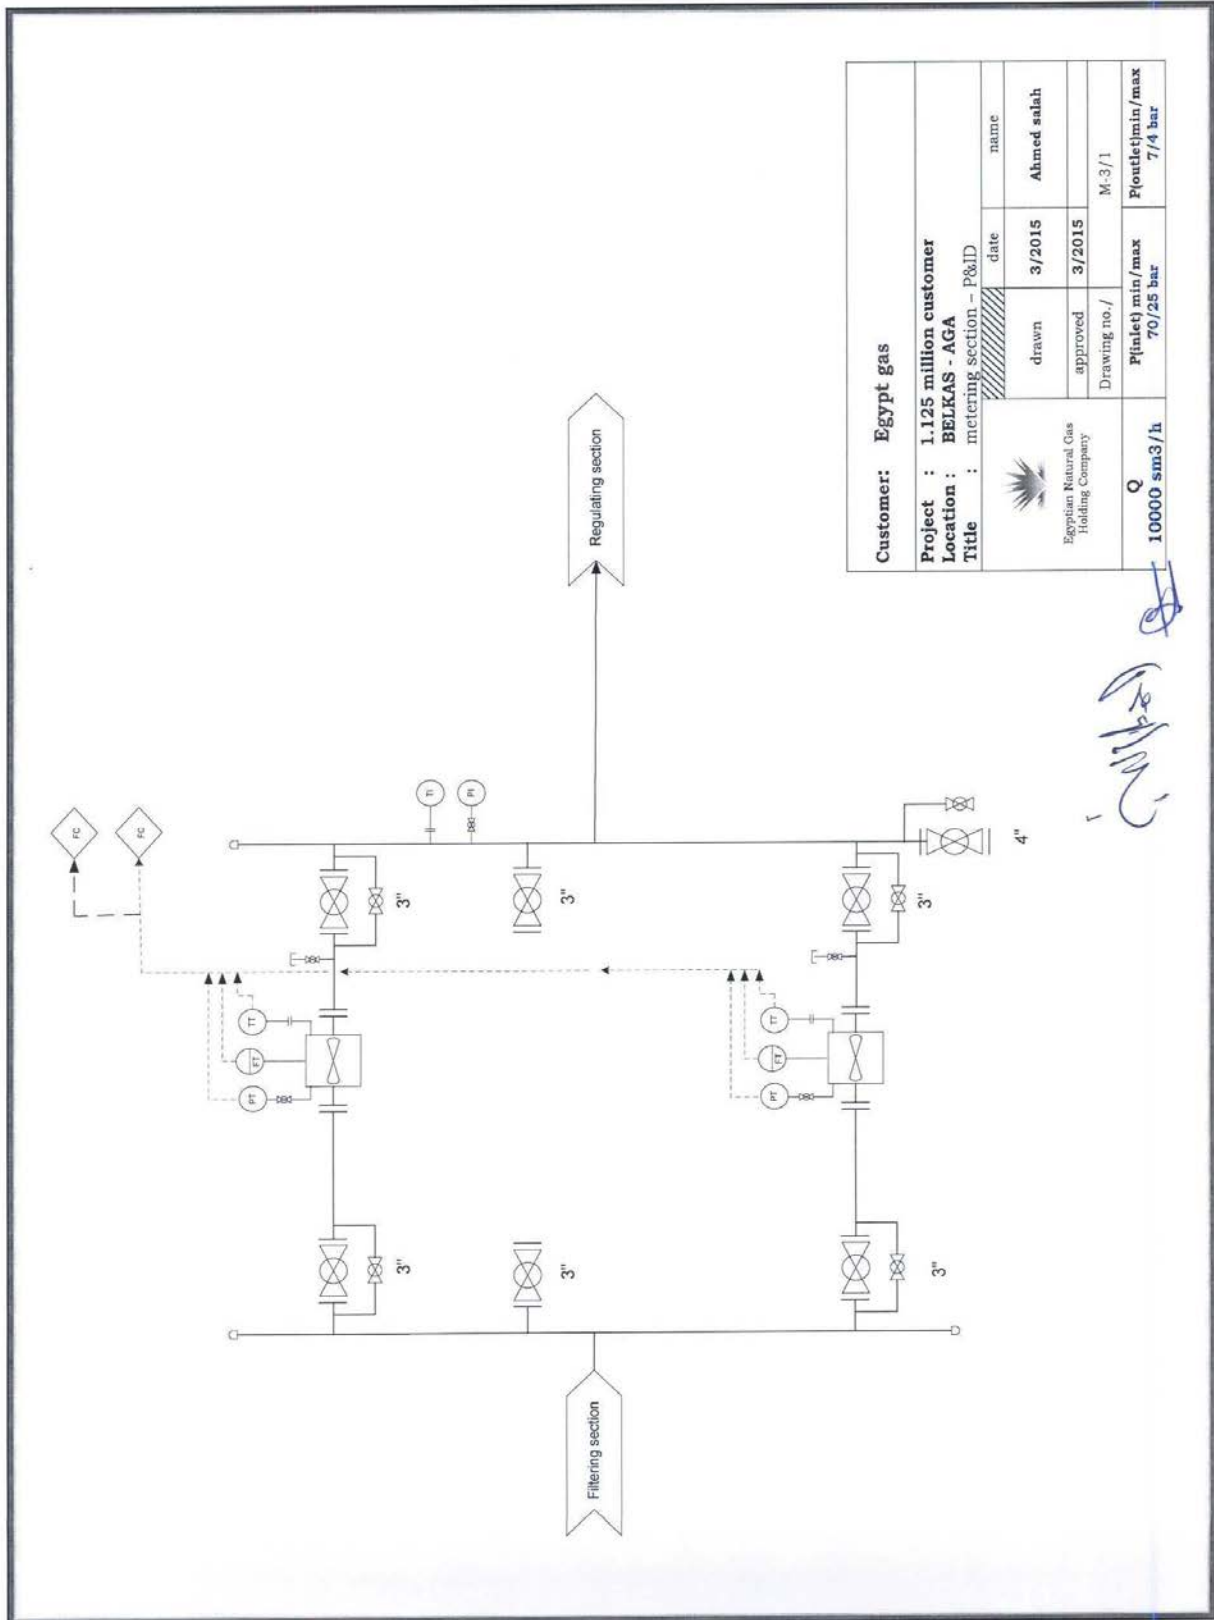 FC
FC
PT
FT
TT
TI
PI
3"
3"
3"
3"
Filtering section
Regulating section
PT
FT
TT
3"
3"
4"
Customer: Egypt gas
Project : 1.125 million customer
Location : BELKAS - AGA
Title : metering section - P&ID
date name
drawn 3/2015 Ahmed salah
approved 3/2015
Egyptian Natural Gas
Holding Company
Drawing no./ M-3/1
Q P(inlet) min/max P(outlet)min/max
10000 sm3/h 70/25 bar 7/4 bar